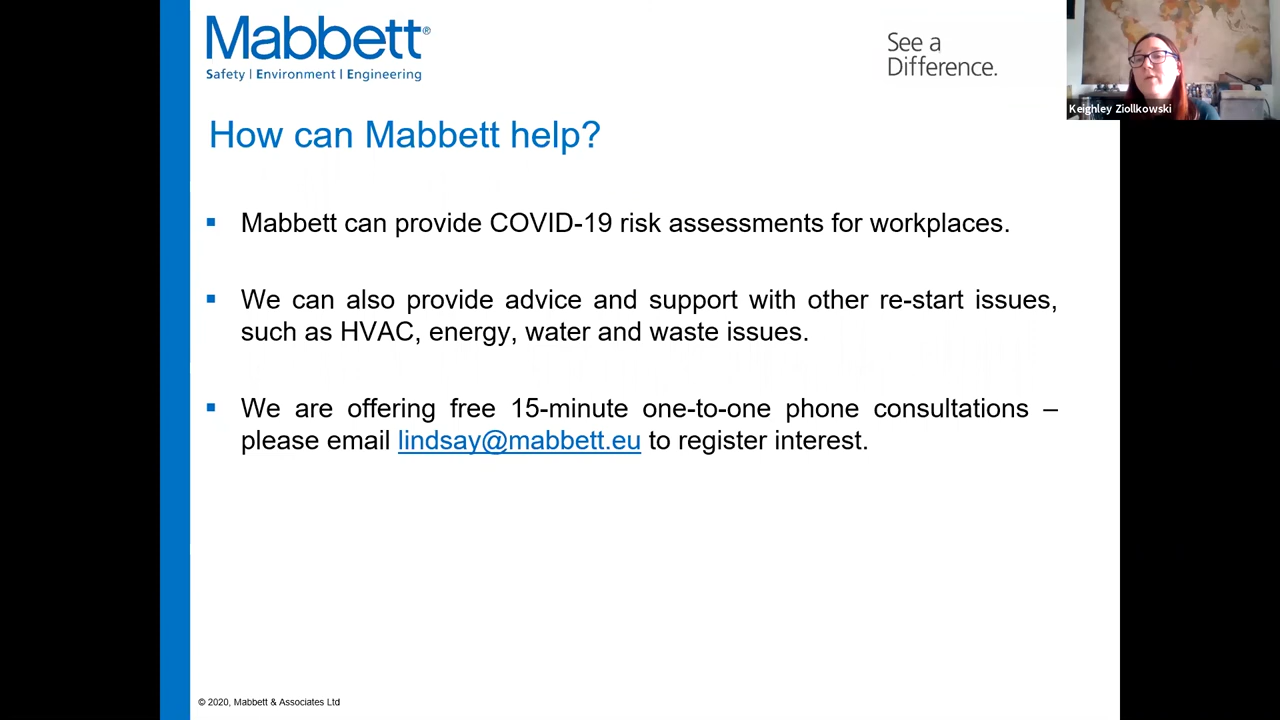 Mabbett®
Safety | Environment | Engineering
See a
Difference.
Keighley Ziollkowski
How can Mabbett help?
▪ Mabbett can provide COVID-19 risk assessments for workplaces.
▪ We can also provide advice and support with other re-start issues,
such as HVAC, energy, water and waste issues.
▪ We are offering free 15-minute one-to-one phone consultations –
please email lindsay@mabbett.eu to register interest.
© 2020, Mabbett & Associates Ltd